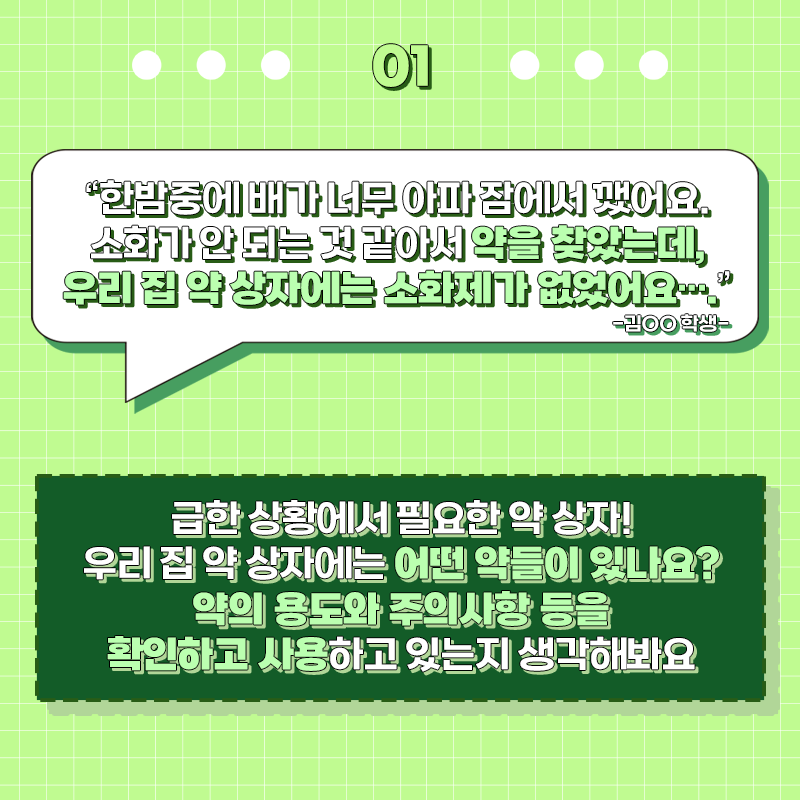 01
“한밤중에 배가 너무 아파 잠에서 깼어요.
소화가 안 되는 것 같아서 약을 찾았는데,
우리 집 약 상자에는 소화제가 없었어요….”
-김○○ 학생-
급한 상황에서 필요한 약 상자!
우리 집 약 상자에는 어떤 약들이 있나요?
약의 용도와 주의사항 등을
확인하고 사용하고 있는지 생각해봐요